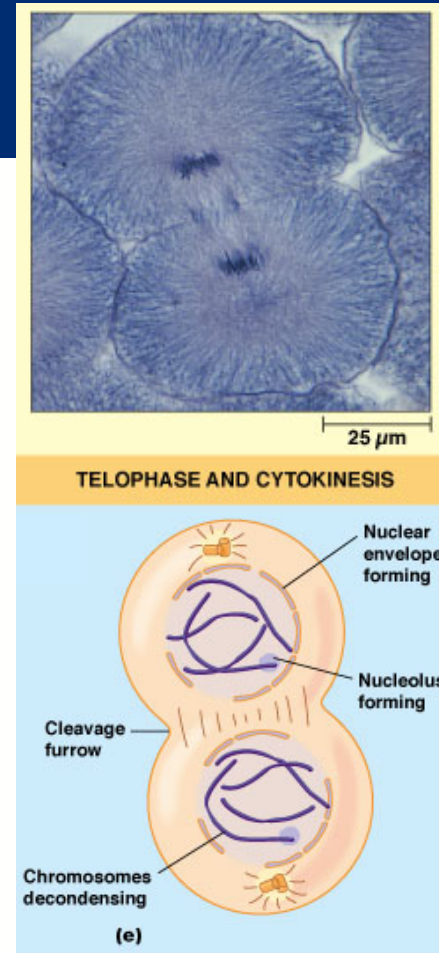 25 µm
TELOPHASE AND CYTOKINESIS
Nuclear
envelope
forming
Nucleolus
forming
Cleavage
furrow
Chromosomes
decondensing
(e)